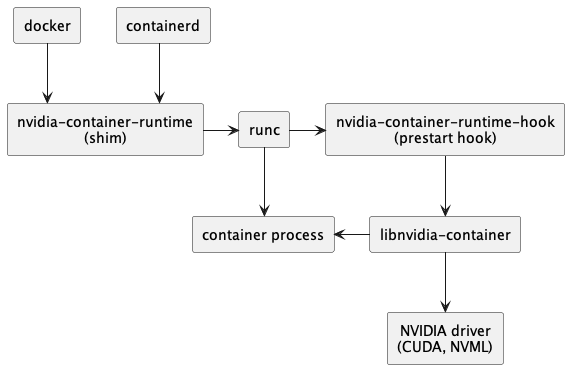 docker
containerd
nvidia-container-runtime
(shim)
runc
nvidia-container-runtime-hook
(prestart hook)
container process
libnvidia-container
NVIDIA driver
(CUDA, NVML)